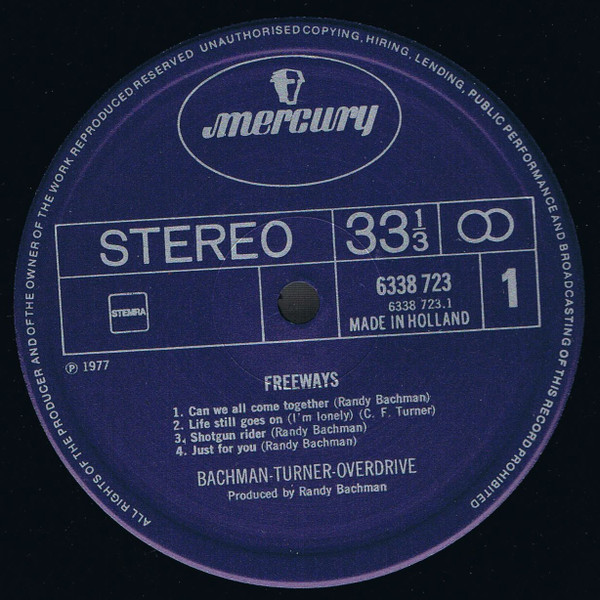 ALL RIGHTS OF THE PRODUCER AND OF THE OWNER OF THE WORK REPRODUCED RESERVED UNAUTHORISED COPYING, HIRING, LENDING, PUBLIC PERFORMANCE AND BROADCASTING OF THIS RECORD PROHIBITED
mercury
STEREO
33 1/3
STEMRA
6338 723
6338 723.1
MADE IN HOLLAND
1
Ⓟ 1977
FREEWAYS
1. Can we all come together (Randy Bachman)
2. Life still goes on (I'm lonely) (C. F. Turner)
3. Shotgun rider (Randy Bachman)
4. Just for you (Randy Bachman)
BACHMAN-TURNER-OVERDRIVE
Produced by Randy Bachman